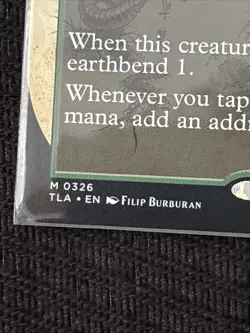 When this creatur
earthbend 1.
Whenever you tap
mana, add an addi
M 0326
TLA • EN Filip Burburan